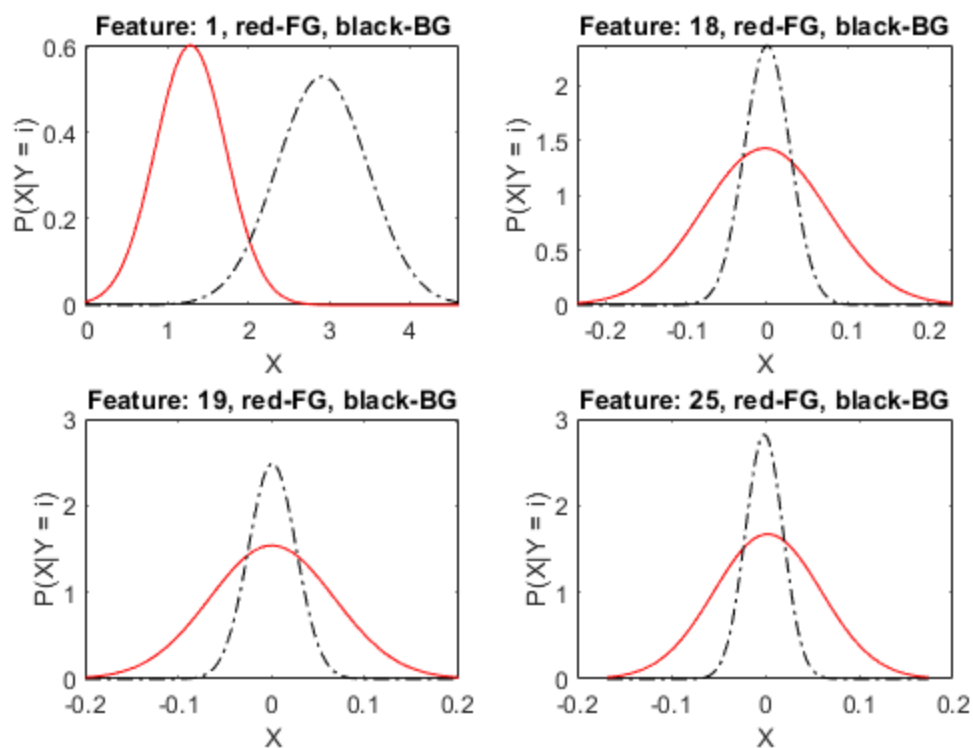 Feature: 1, red-FG, black-BG
0.6
0.4
0.2
0
P(X|Y = i)
0 1 2 3 4
X
Feature: 18, red-FG, black-BG
2
1.5
1
0.5
0
P(X|Y = i)
-0.2 -0.1 0 0.1 0.2
X
Feature: 19, red-FG, black-BG
3
2
1
0
P(X|Y = i)
-0.2 -0.1 0 0.1 0.2
X
Feature: 25, red-FG, black-BG
3
2
1
0
P(X|Y = i)
-0.2 -0.1 0 0.1 0.2
X